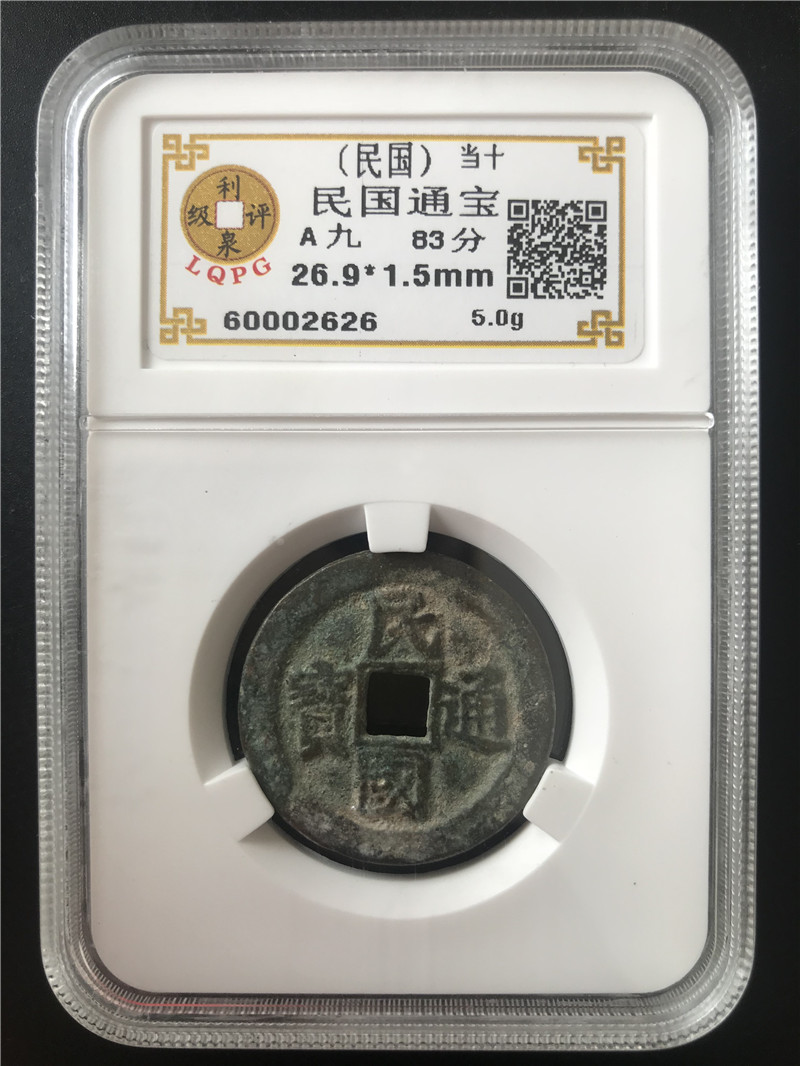 （民国）当十
民国通宝
利泉评级
LQPG
A九 83分
26.9*1.5mm
60002626 5.0g
民國通寶